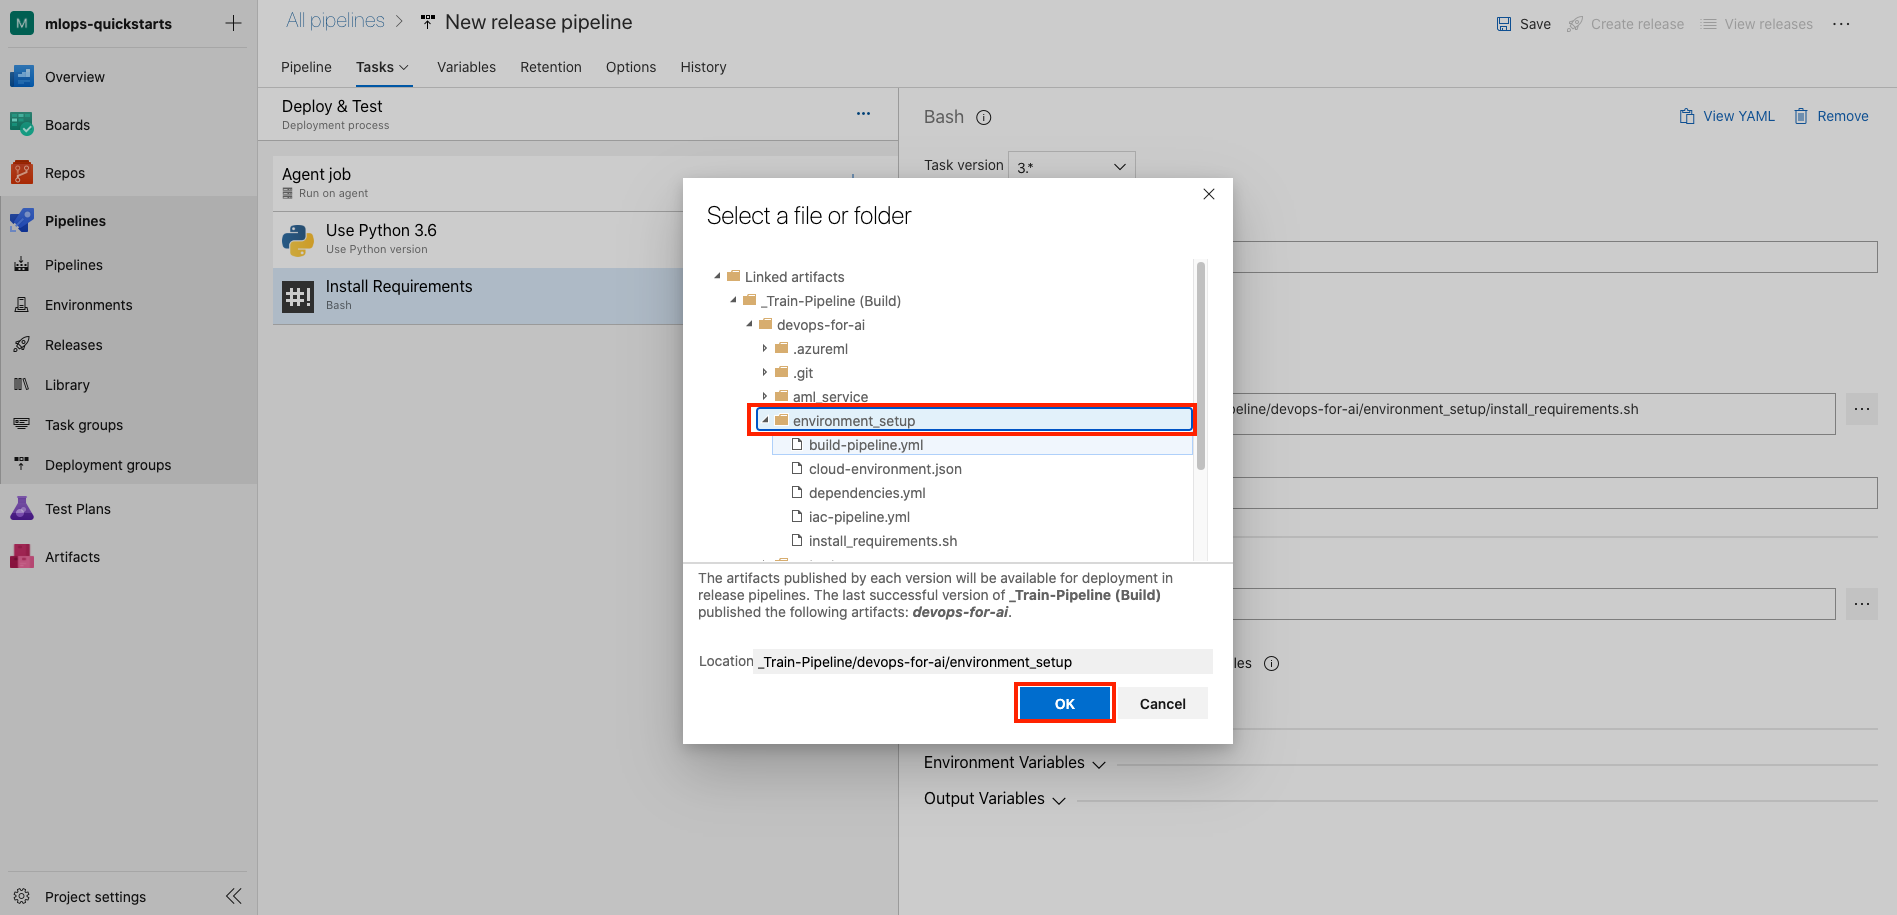 M mlops-quickstarts
Overview
Boards
Repos
Pipelines
Pipelines
Environments
Releases
Library
Task groups
Deployment groups
Test Plans
Artifacts
Project settings
All pipelines > New release pipeline
Save Create release View releases ...
Pipeline Tasks Variables Retention Options History
Deploy & Test
Deployment process
Agent job
Run on agent
Use Python 3.6
Use Python version
#! Install Requirements
Bash
Bash
View YAML Remove
Task version 3.*
eline/devops-for-ai/environment_setup/install_requirements.sh
les
Environment Variables
Output Variables
Select a file or folder
Linked artifacts
_Train-Pipeline (Build)
devops-for-ai
.azureml
.git
aml_service
environment_setup
build-pipeline.yml
cloud-environment.json
dependencies.yml
iac-pipeline.yml
install_requirements.sh
The artifacts published by each version will be available for deployment in
release pipelines. The last successful version of _Train-Pipeline (Build)
published the following artifacts: devops-for-ai.
Location _Train-Pipeline/devops-for-ai/environment_setup
OK Cancel